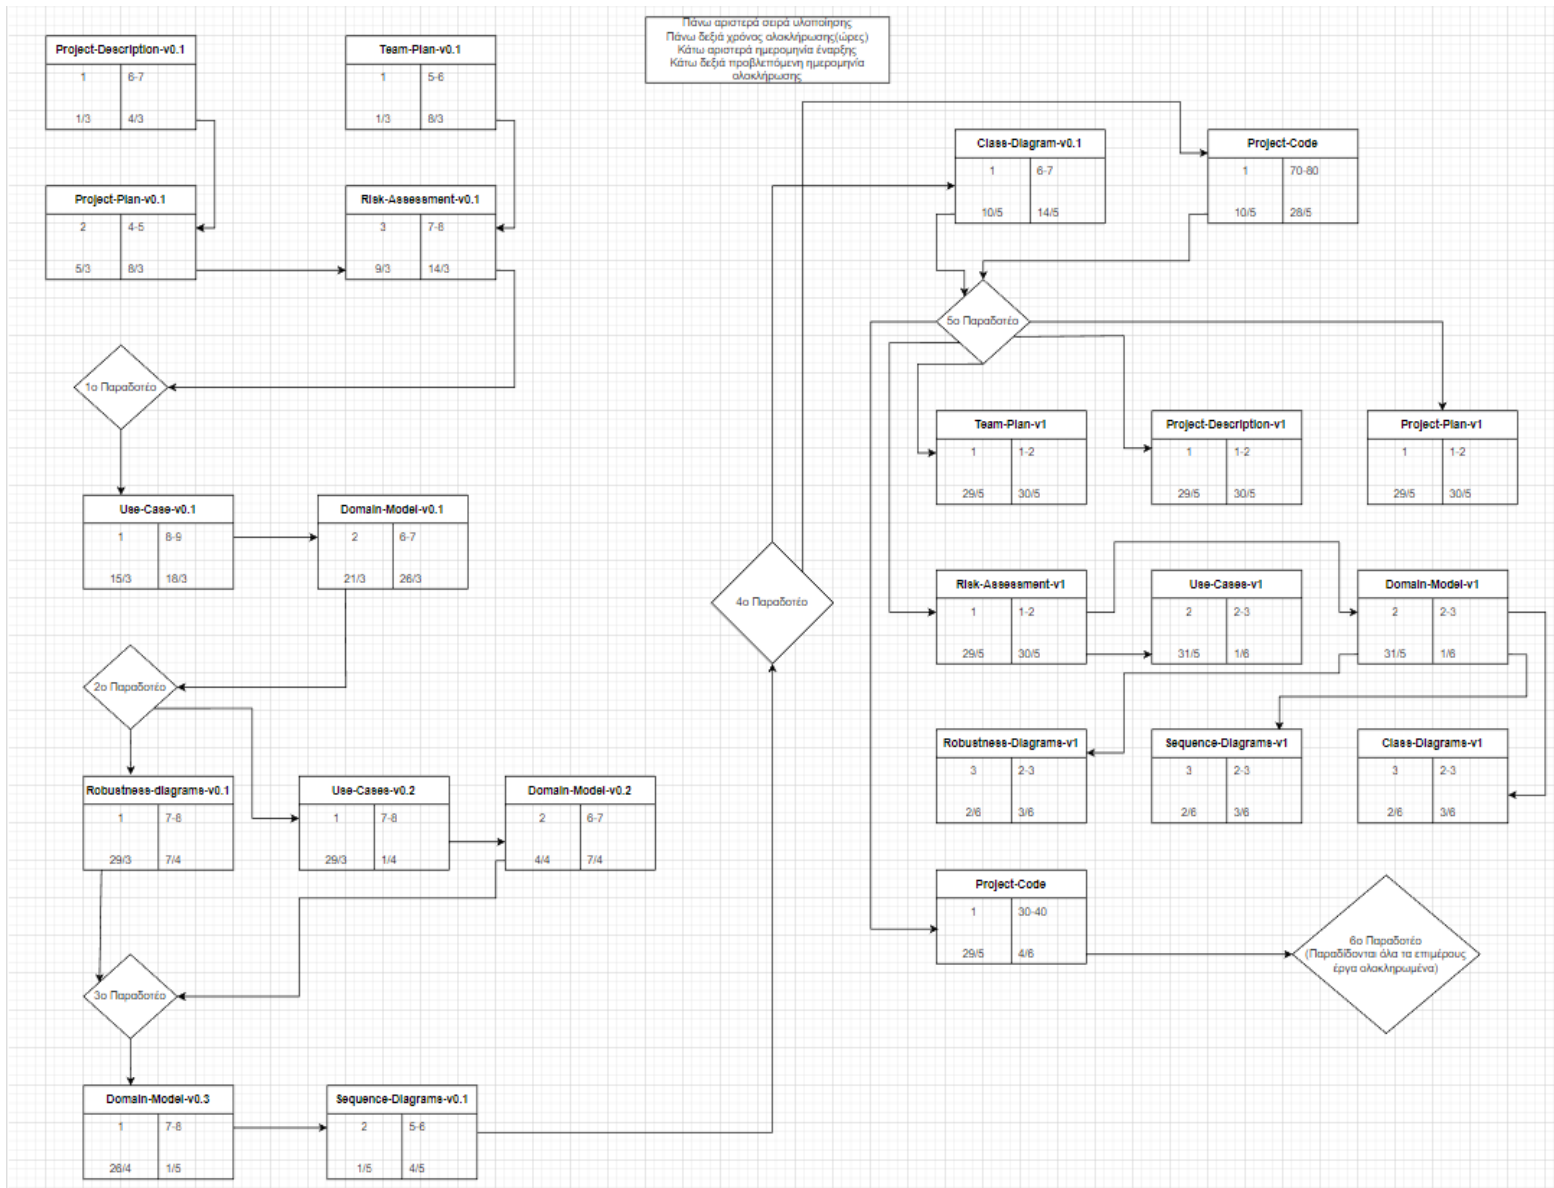 Πάνω αριστερά σειρά υλοποίησης
Πάνω δεξιά χρόνος ολοκλήρωσης(ώρες)
Κάτω αριστερά ημερομηνία έναρξης
Κάτω δεξιά προβλεπόμενη ημερομηνία
ολοκλήρωσης
Project-Description-v0.1
1 6-7
1/3 4/3
Team-Plan-v0.1
1 5-6
1/3 8/3
Project-Plan-v0.1
2 4-5
5/3 8/3
Risk-Assessment-v0.1
3 7-8
9/3 14/3
1ο Παραδοτέο
Use-Case-v0.1
1 8-9
15/3 18/3
Domain-Model-v0.1
2 6-7
21/3 26/3
2ο Παραδοτέο
Robustness-diagrams-v0.1
1 7-8
29/3 7/4
Use-Cases-v0.2
1 7-8
29/3 1/4
Domain-Model-v0.2
2 6-7
4/4 7/4
3ο Παραδοτέο
Domain-Model-v0.3
1 7-8
26/4 1/5
Sequence-Diagrams-v0.1
2 5-6
1/5 4/5
4ο Παραδοτέο
Class-Diagram-v0.1
1 6-7
10/5 14/5
Project-Code
1 70-80
10/5 28/5
5ο Παραδοτέο
Team-Plan-v1
1 1-2
29/5 30/5
Project-Description-v1
1 1-2
29/5 30/5
Project-Plan-v1
1 1-2
29/5 30/5
Risk-Assessment-v1
1 1-2
29/5 30/5
Use-Cases-v1
2 2-3
31/5 1/6
Domain-Model-v1
2 2-3
31/5 1/6
Robustness-Diagrams-v1
3 2-3
2/6 3/6
Sequence-Diagrams-v1
3 2-3
2/6 3/6
Class-Diagrams-v1
3 2-3
2/6 3/6
Project-Code
1 30-40
29/5 4/6
6ο Παραδοτέο
(Παραδίδονται όλα τα επιμέρους
έργα ολοκληρωμένα)